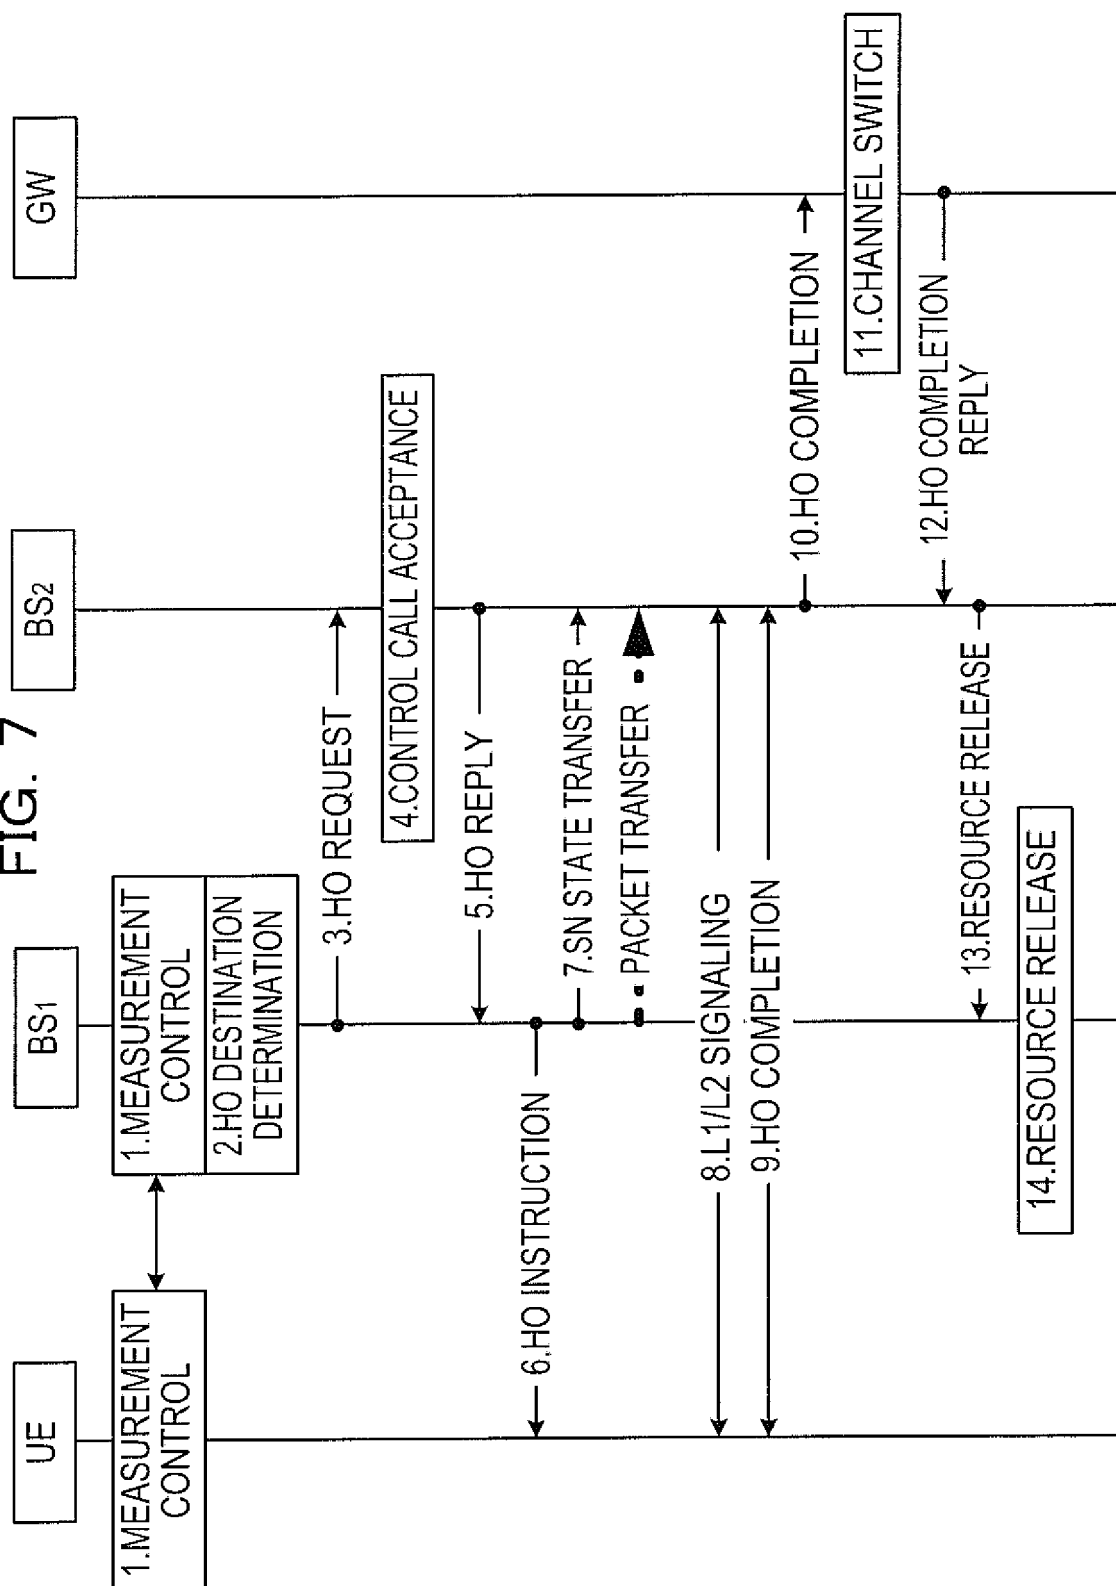 FIG. 7
UE
BS1
BS2
GW
1.MEASUREMENT
CONTROL
1.MEASUREMENT
CONTROL
2.HO DESTINATION
DETERMINATION
3.HO REQUEST
4.CONTROL CALL ACCEPTANCE
5.HO REPLY
6.HO INSTRUCTION
7.SN STATE TRANSFER
PACKET TRANSFER
8.L1/L2 SIGNALING
9.HO COMPLETION
10.HO COMPLETION
11.CHANNEL SWITCH
12.HO COMPLETION
REPLY
13.RESOURCE RELEASE
14.RESOURCE RELEASE